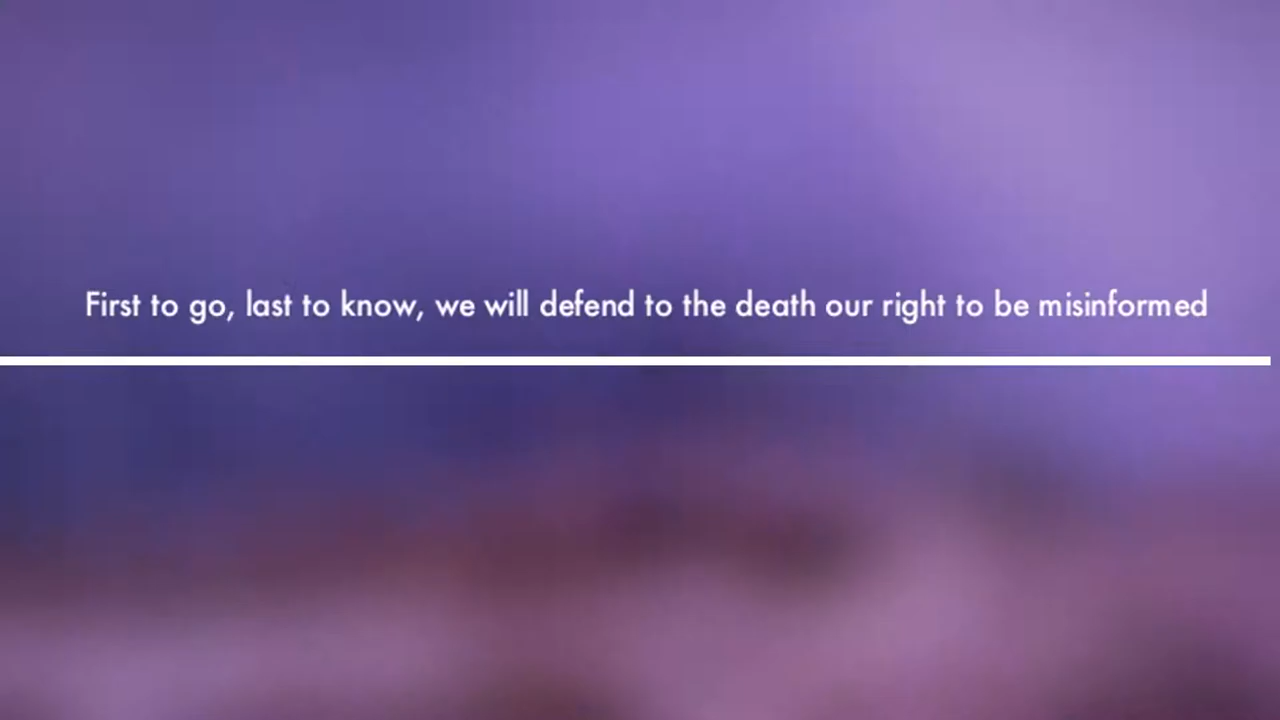 First to go, last to know, we will defend to the death our right to be misinformed